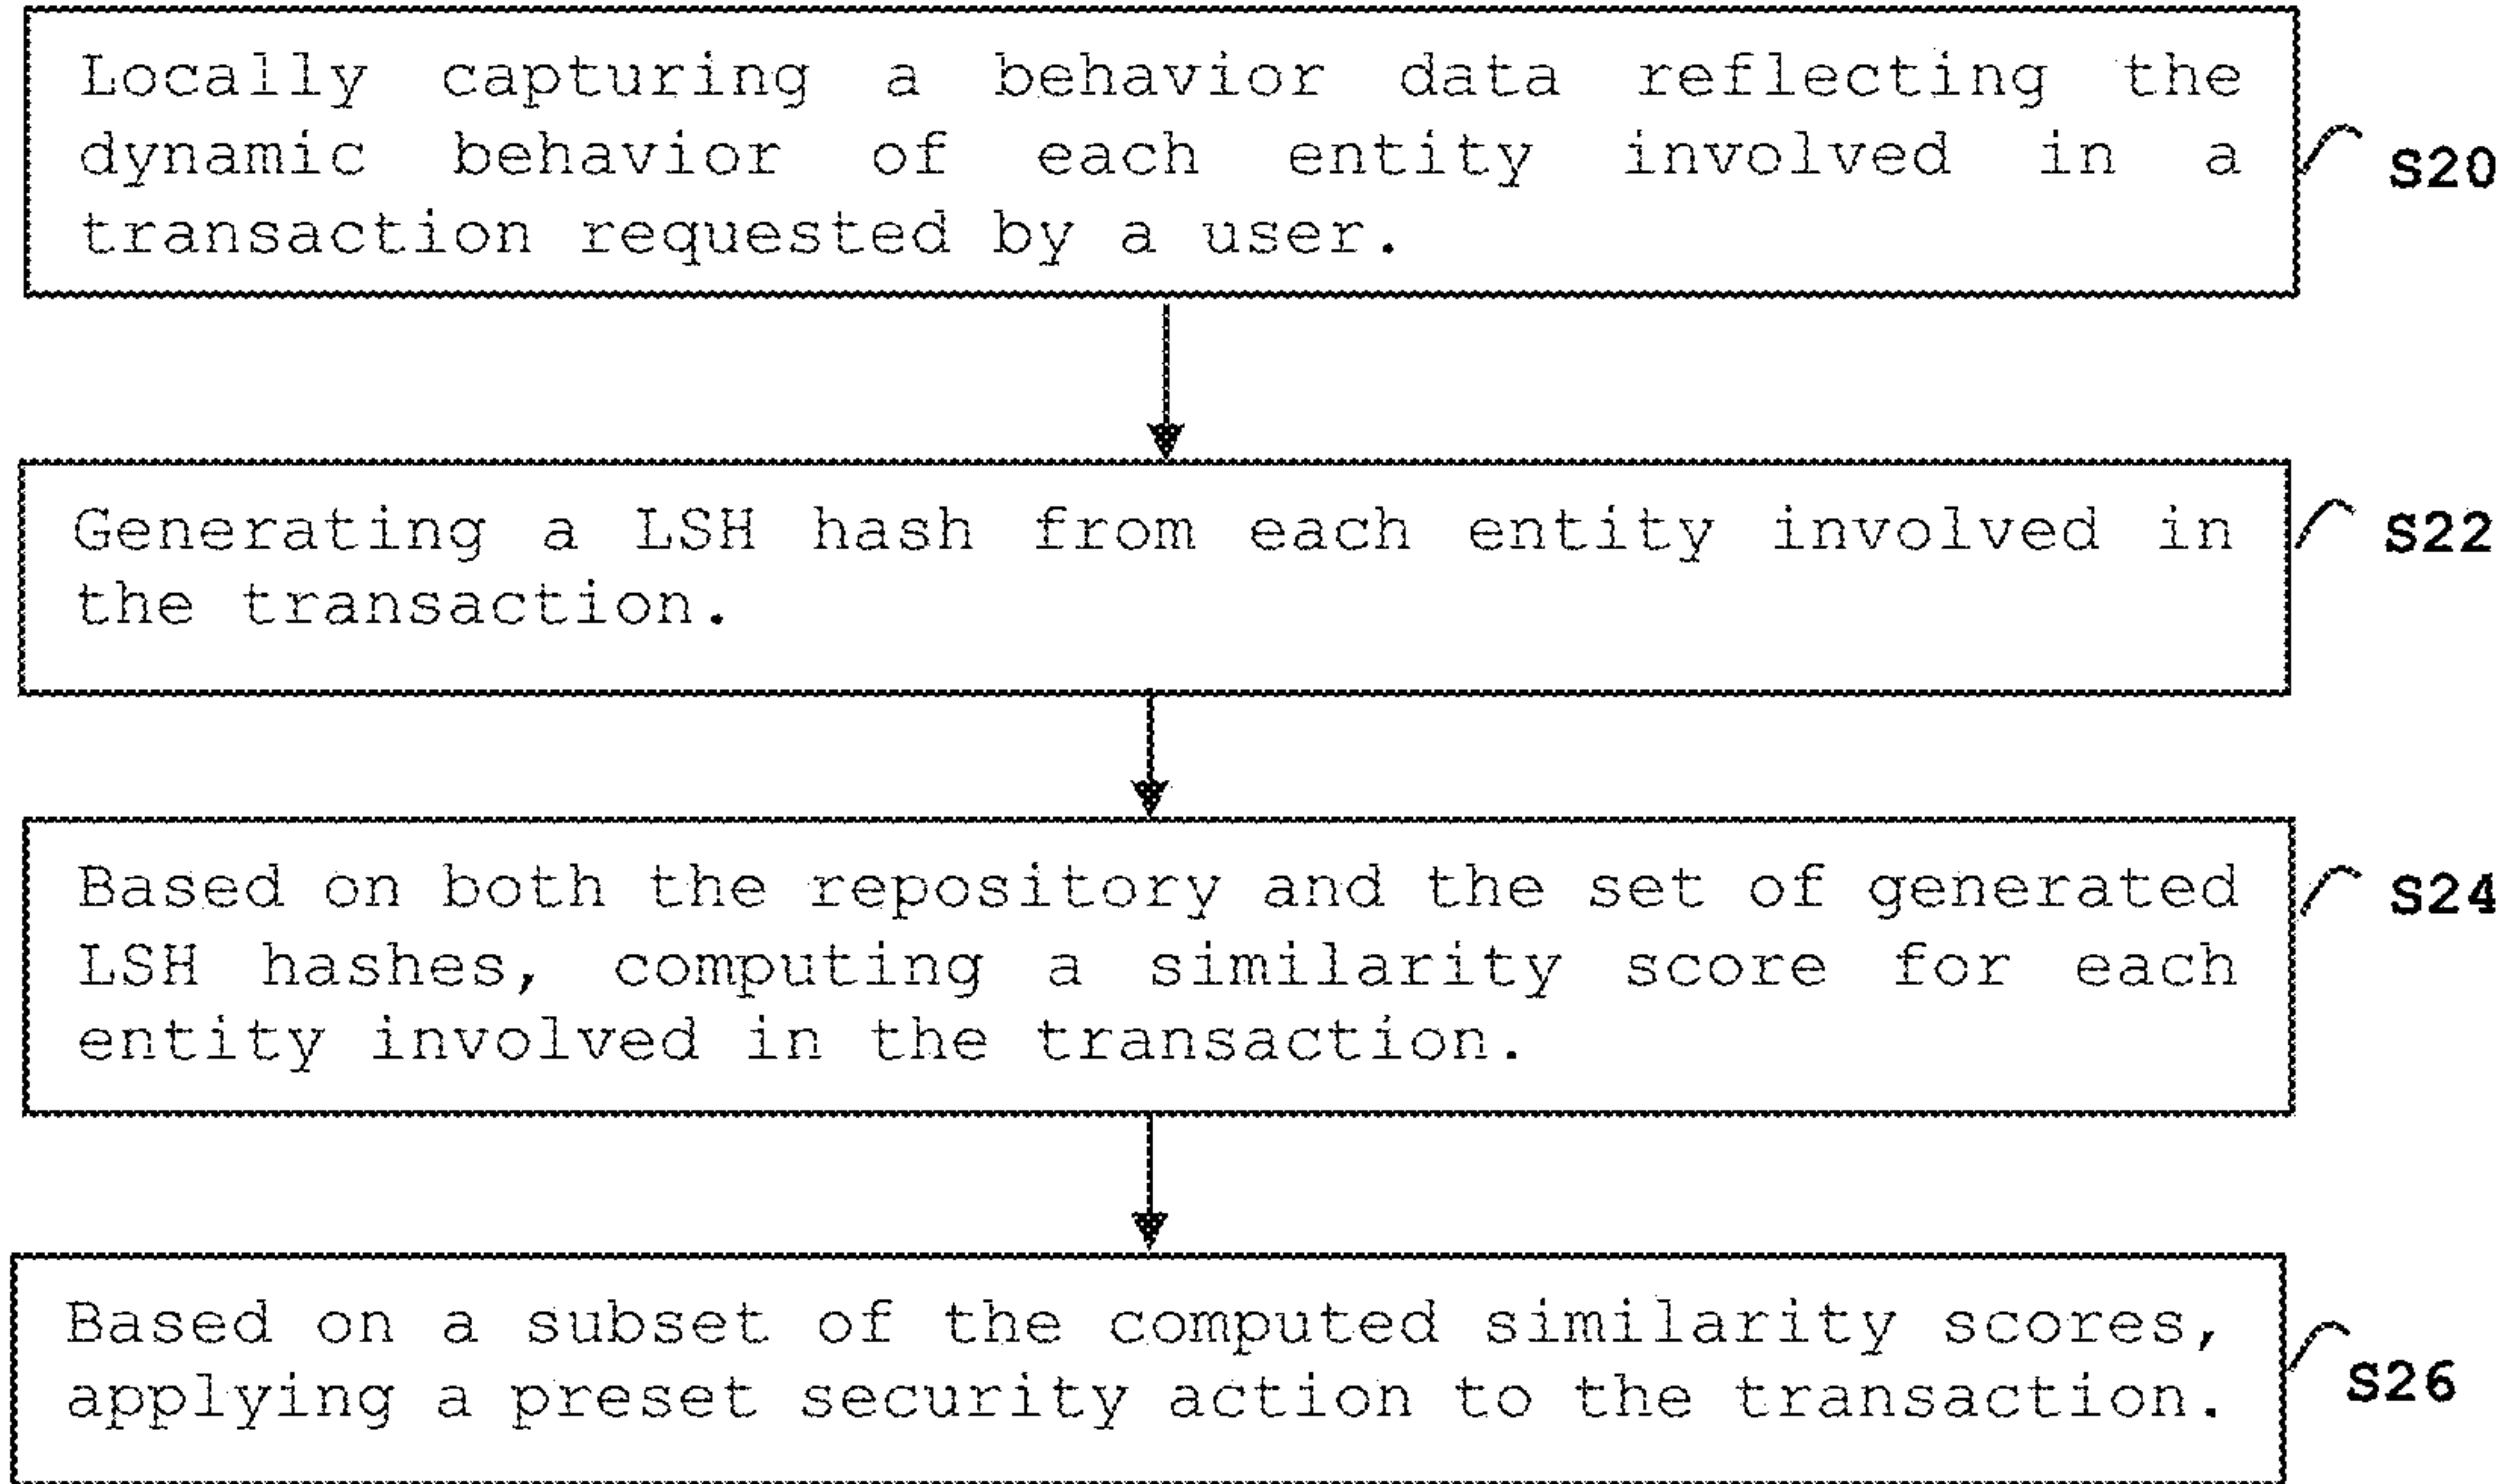 Locally capturing a behavior data reflecting the
dynamic behavior of each entity involved in a
transaction requested by a user.
S20
Generating a LSH hash from each entity involved in
the transaction.
S22
Based on both the repository and the set of generated
LSH hashes, computing a similarity score for each
entity involved in the transaction.
S24
Based on a subset of the computed similarity scores,
applying a preset security action to the transaction.
S26